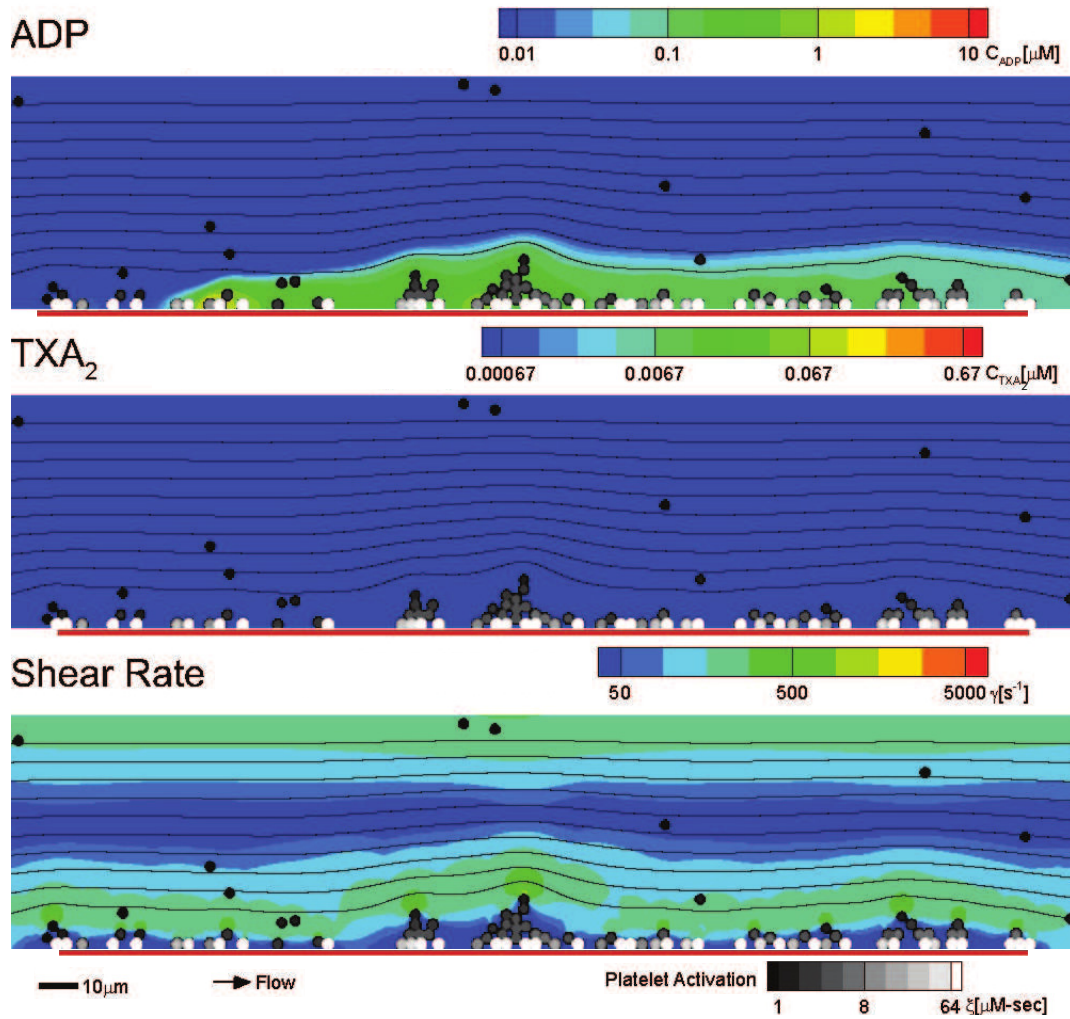 ADP
0.01 0.1 1 10 C_ADP[μM]
TXA₂
0.00067 0.0067 0.067 0.67 C_TXA₂[μM]
Shear Rate
50 500 5000 γ[s⁻¹]
10μm Flow Platelet Activation
1 8 64 ξ[μM-sec]